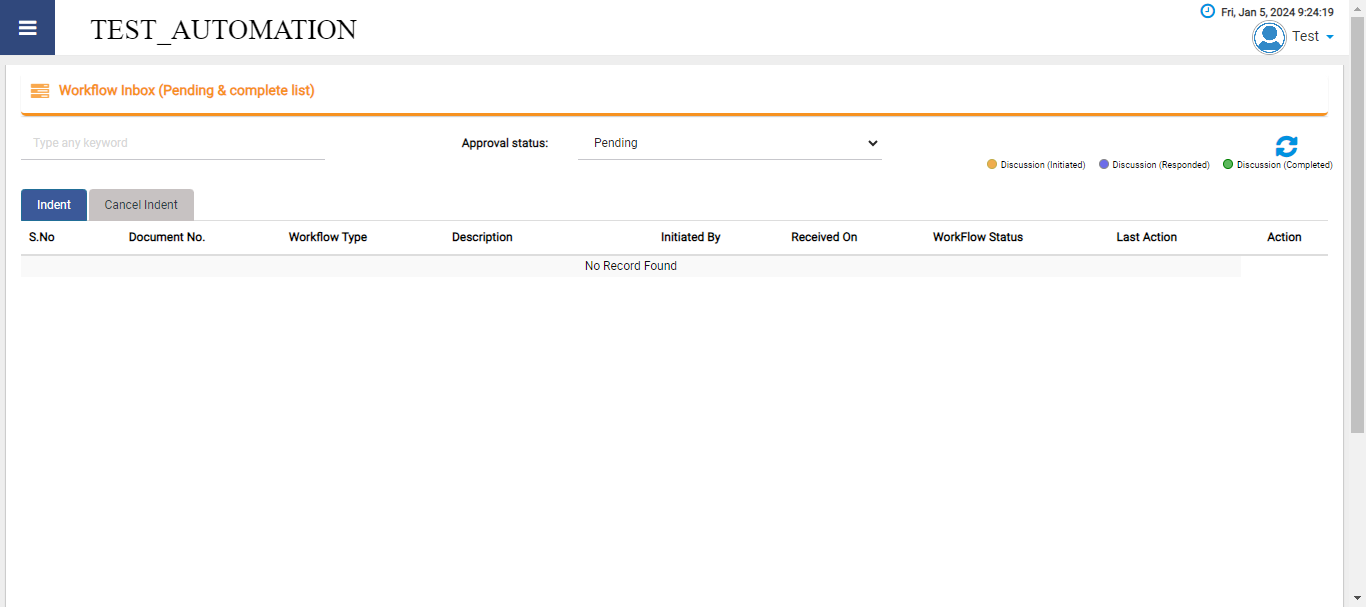 TEST_AUTOMATION
Fri, Jan 5, 2024 9:24:19
Test
Workflow Inbox (Pending & complete list)
Type any keyword
Approval status:
Pending
Discussion (Initiated) Discussion (Responded) Discussion (Completed)
Indent Cancel Indent
S.No Document No. Workflow Type Description Initiated By Received On WorkFlow Status Last Action Action
No Record Found